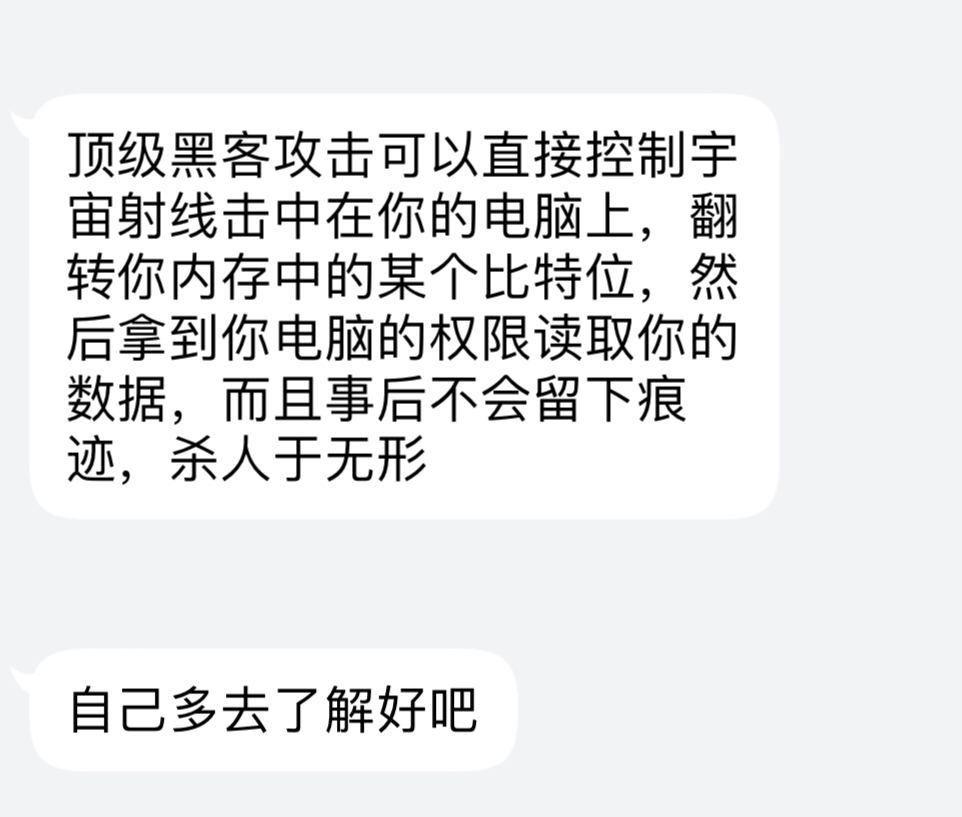 顶级黑客攻击可以直接控制宇
宙射线击中在你的电脑上，翻
转你内存中的某个比特位，然
后拿到你电脑的权限读取你的
数据，而且事后不会留下痕
迹，杀人于无形
自己多去了解好吧